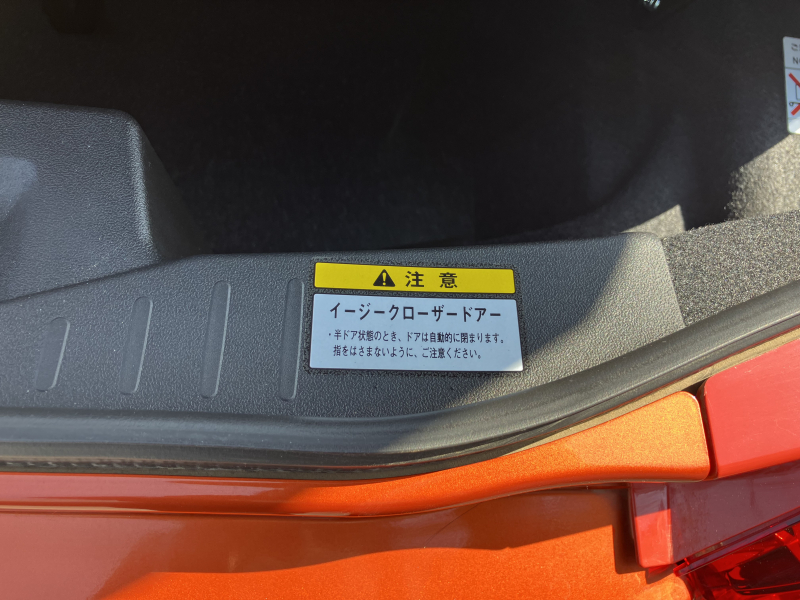 注意
イージークローザードアー
・半ドア状態のとき、ドアは自動的に閉まります。
指をはさまないように、ご注意ください。